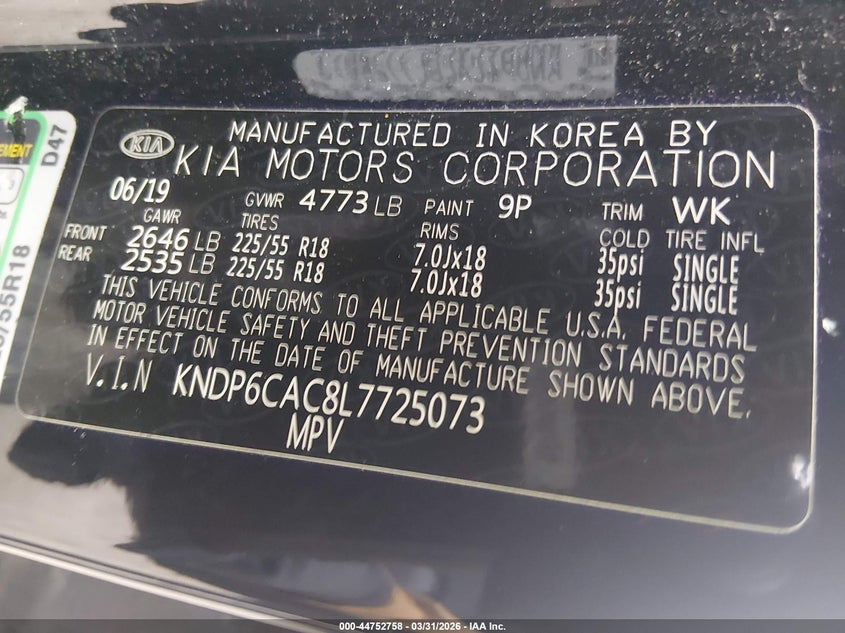 KIA
MANUFACTURED IN KOREA BY
KIA MOTORS CORPORATION
06/19 GVWR 4773 LB PAINT 9P TRIM WK
GAWR TIRES RIMS COLD TIRE INFL
FRONT 2646 LB 225/55 R18 7.0Jx18 35psi SINGLE
REAR 2535 LB 225/55 R18 7.0Jx18 35psi SINGLE
THIS VEHICLE CONFORMS TO ALL APPLICABLE U.S.A. FEDERAL
MOTOR VEHICLE SAFETY AND THEFT PREVENTION STANDARDS
IN EFFECT ON THE DATE OF MANUFACTURE SHOWN ABOVE.
V.I.N KNDP6CAC8L7725073
MPV
D47
/55R18
000-44752758 - 03/31/2026 - IAA Inc.